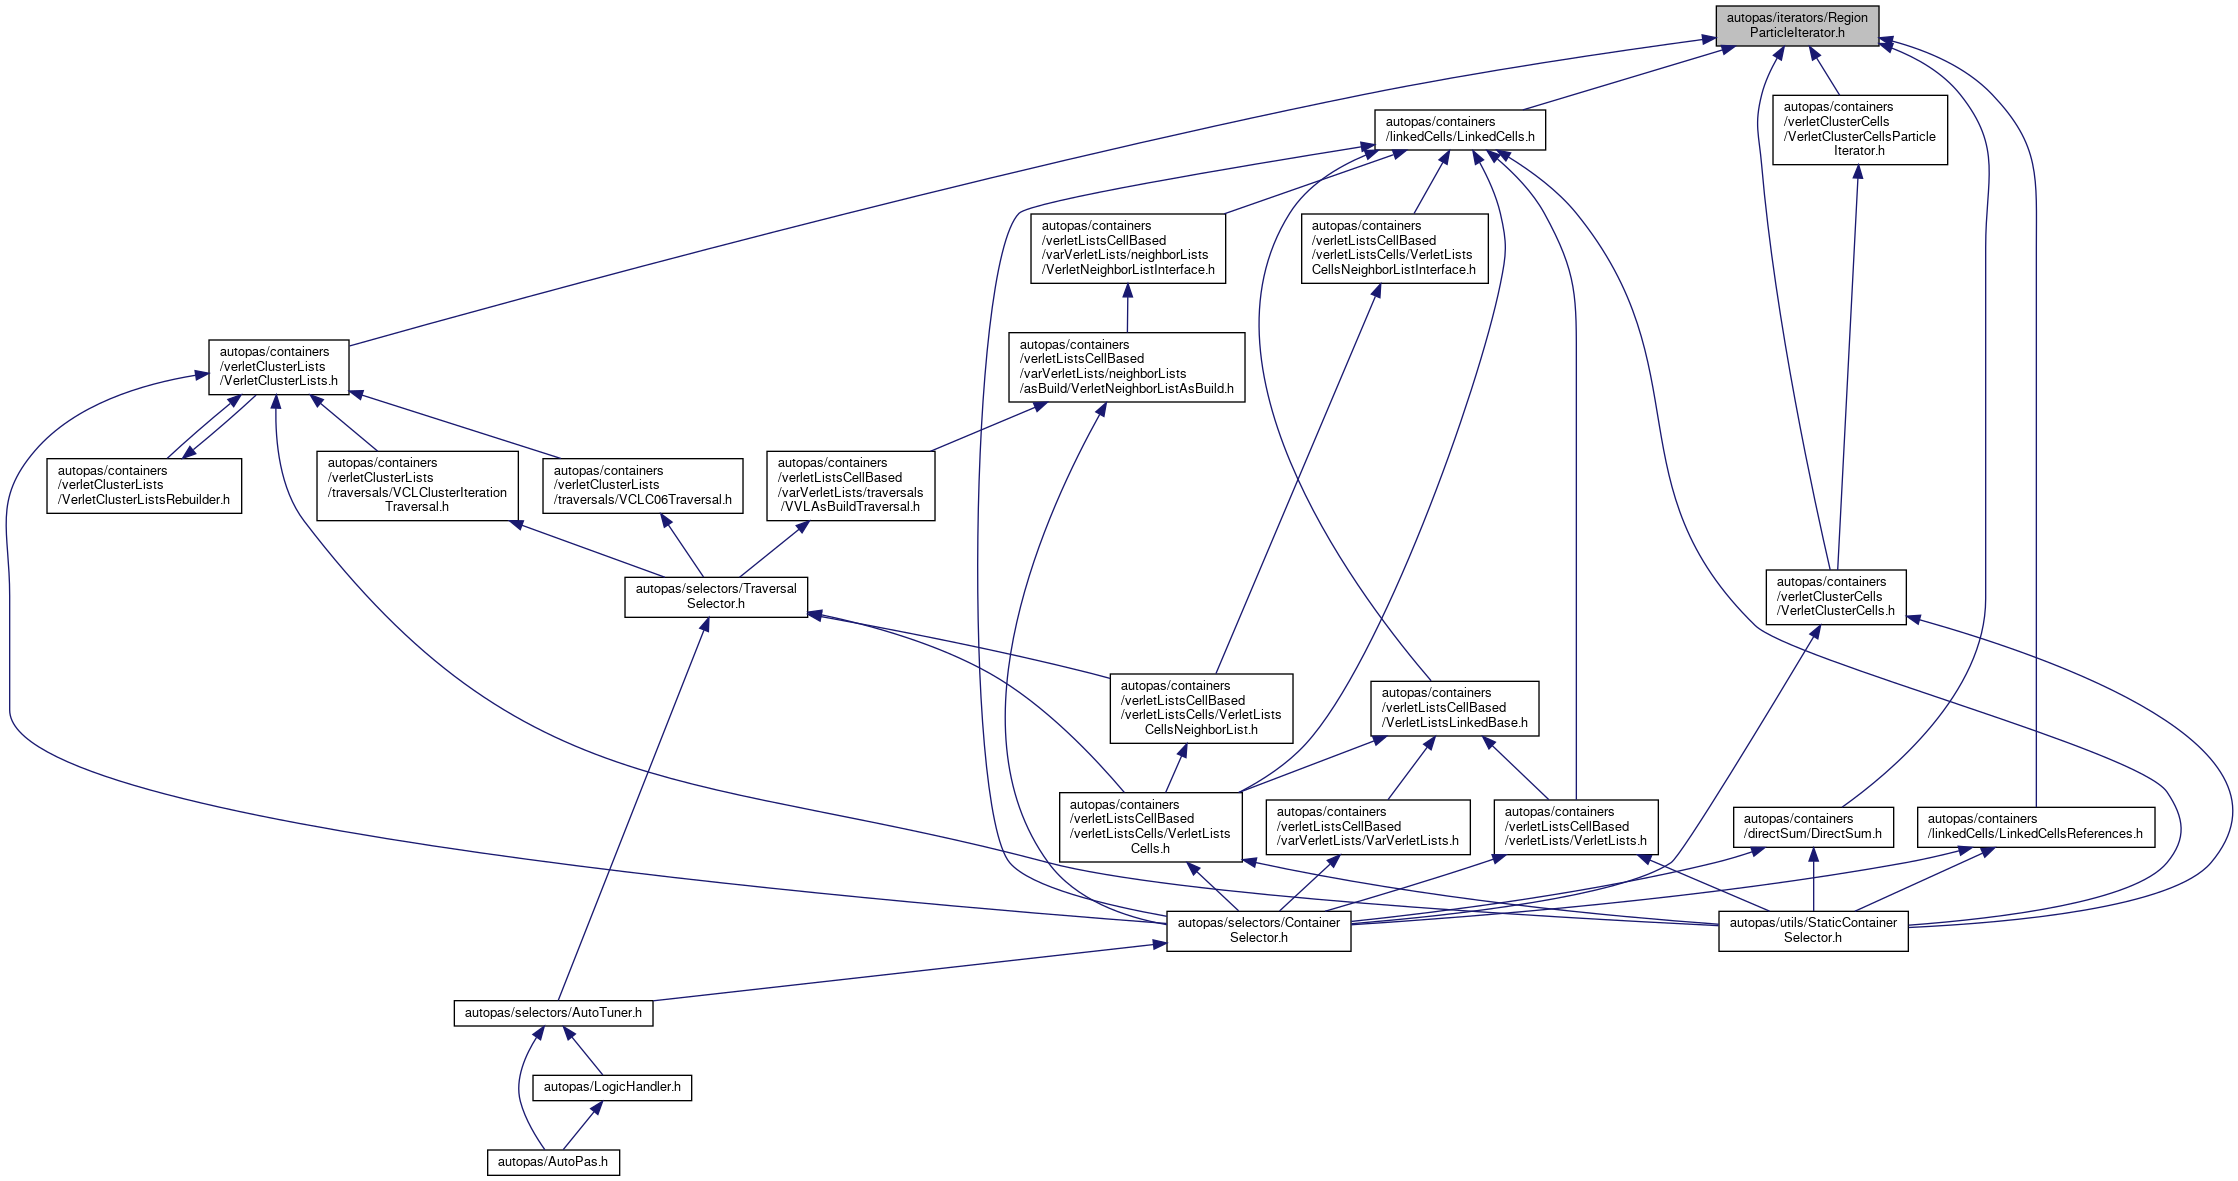 autopas/iterators/Region
ParticleIterator.h
autopas/containers
/linkedCells/LinkedCells.h
autopas/containers
/verletClusterCells
/VerletClusterCellsParticle
Iterator.h
autopas/containers
/verletListsCellBased
/varVerletLists/neighborLists
/VerletNeighborListInterface.h
autopas/containers
/verletListsCellBased
/verletListsCells/VerletLists
CellsNeighborListInterface.h
autopas/containers
/verletClusterLists
/VerletClusterLists.h
autopas/containers
/verletListsCellBased
/varVerletLists/neighborLists
/asBuild/VerletNeighborListAsBuild.h
autopas/containers
/verletClusterLists
/VerletClusterListsRebuilder.h
autopas/containers
/verletClusterLists
/traversals/VCLClusterIteration
Traversal.h
autopas/containers
/verletClusterLists
/traversals/VCLC06Traversal.h
autopas/containers
/verletListsCellBased
/varVerletLists/traversals
/VVLAsBuildTraversal.h
autopas/selectors/Traversal
Selector.h
autopas/containers
/verletClusterCells
/VerletClusterCells.h
autopas/containers
/verletListsCellBased
/verletListsCells/VerletLists
CellsNeighborList.h
autopas/containers
/verletListsCellBased
/VerletListsLinkedBase.h
autopas/containers
/verletListsCellBased
/verletListsCells/VerletLists
Cells.h
autopas/containers
/verletListsCellBased
/varVerletLists/VarVerletLists.h
autopas/containers
/verletListsCellBased
/verletLists/VerletLists.h
autopas/containers
/directSum/DirectSum.h
autopas/containers
/linkedCells/LinkedCellsReferences.h
autopas/selectors/Container
Selector.h
autopas/utils/StaticContainer
Selector.h
autopas/selectors/AutoTuner.h
autopas/LogicHandler.h
autopas/AutoPas.h